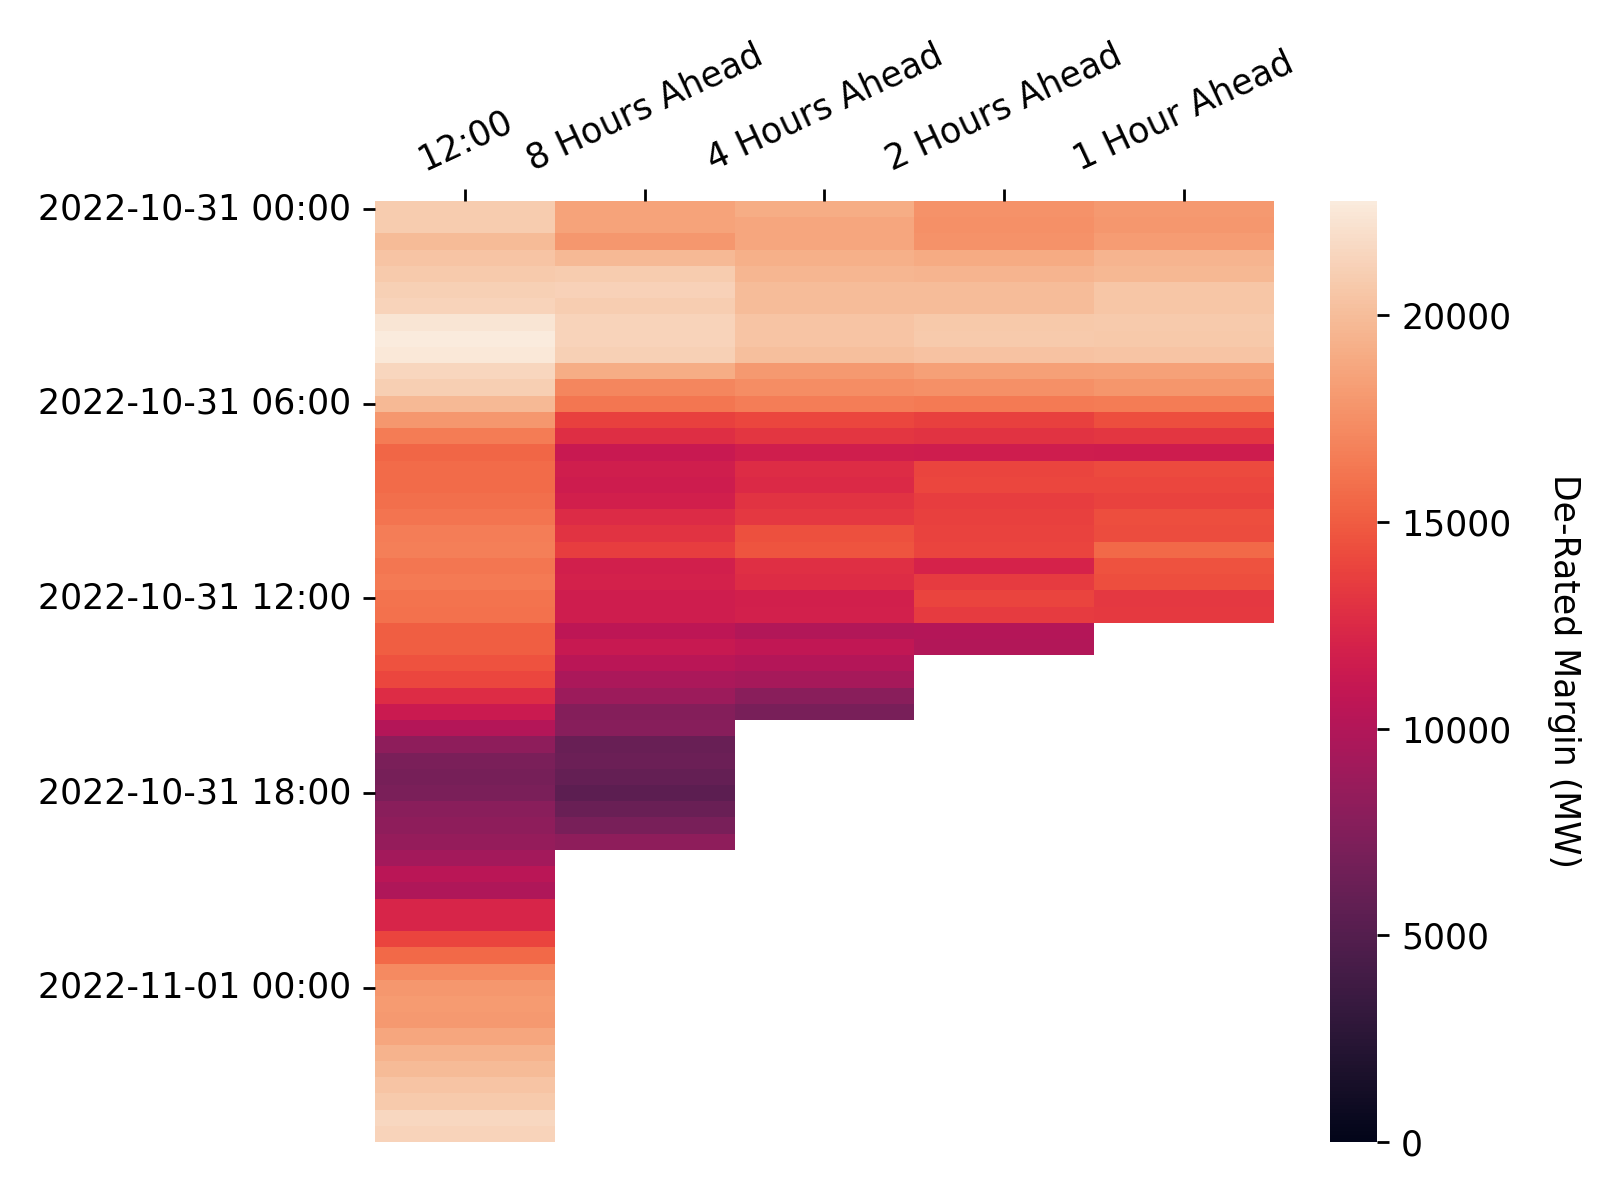 12:00
8 Hours Ahead
4 Hours Ahead
2 Hours Ahead
1 Hour Ahead
2022-10-31 00:00
2022-10-31 06:00
2022-10-31 12:00
2022-10-31 18:00
2022-11-01 00:00
20000
15000
10000
5000
0
De-Rated Margin (MW)